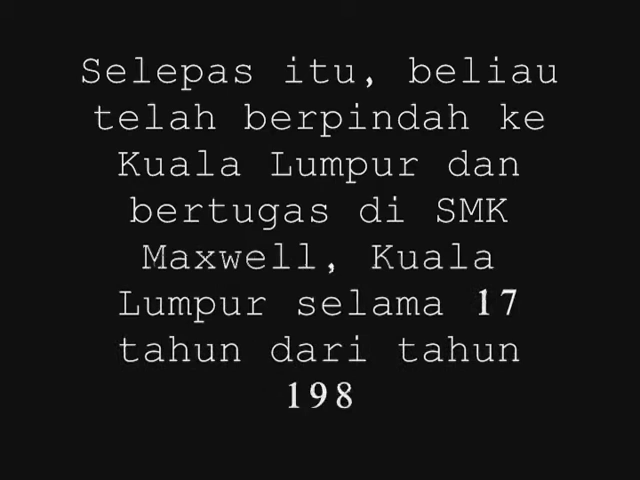 Selepas itu, beliau
telah berpindah ke
Kuala Lumpur dan
bertugas di SMK
Maxwell, Kuala
Lumpur selama 17
tahun dari tahun
198